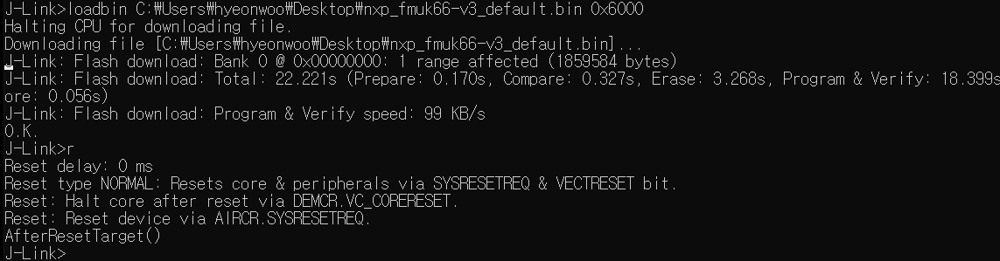 J-Link>loadbin C:₩Users₩hyeonwoo₩Desktop₩nxp_fmuk66-v3_default.bin 0x6000
Halting CPU for downloading file.
Downloading file [C:₩Users₩hyeonwoo₩Desktop₩nxp_fmuk66-v3_default.bin]...
J-Link: Flash download: Bank 0 @ 0x00000000: 1 range affected (1859584 bytes)
J-Link: Flash download: Total: 22.221s (Prepare: 0.170s, Compare: 0.327s, Erase: 3.268s, Program & Verify: 18.399s
ore: 0.056s)
J-Link: Flash download: Program & Verify speed: 99 KB/s
O.K.
J-Link>r
Reset delay: 0 ms
Reset type NORMAL: Resets core & peripherals via SYSRESETREQ & VECTRESET bit.
Reset: Halt core after reset via DEMCR.VC_CORERESET.
Reset: Reset device via AIRCR.SYSRESETREQ.
AfterResetTarget()
J-Link>